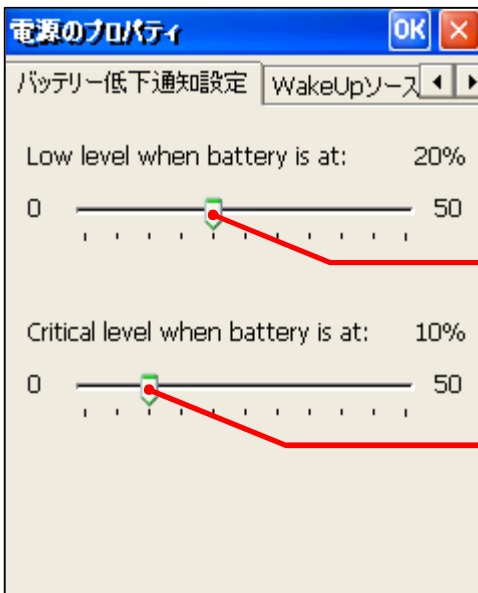 電源のプロパティ OK
バッテリー低下通知設定 WakeUpソース
Low level when battery is at: 20%
0 50
Critical level when battery is at: 10%
0 50